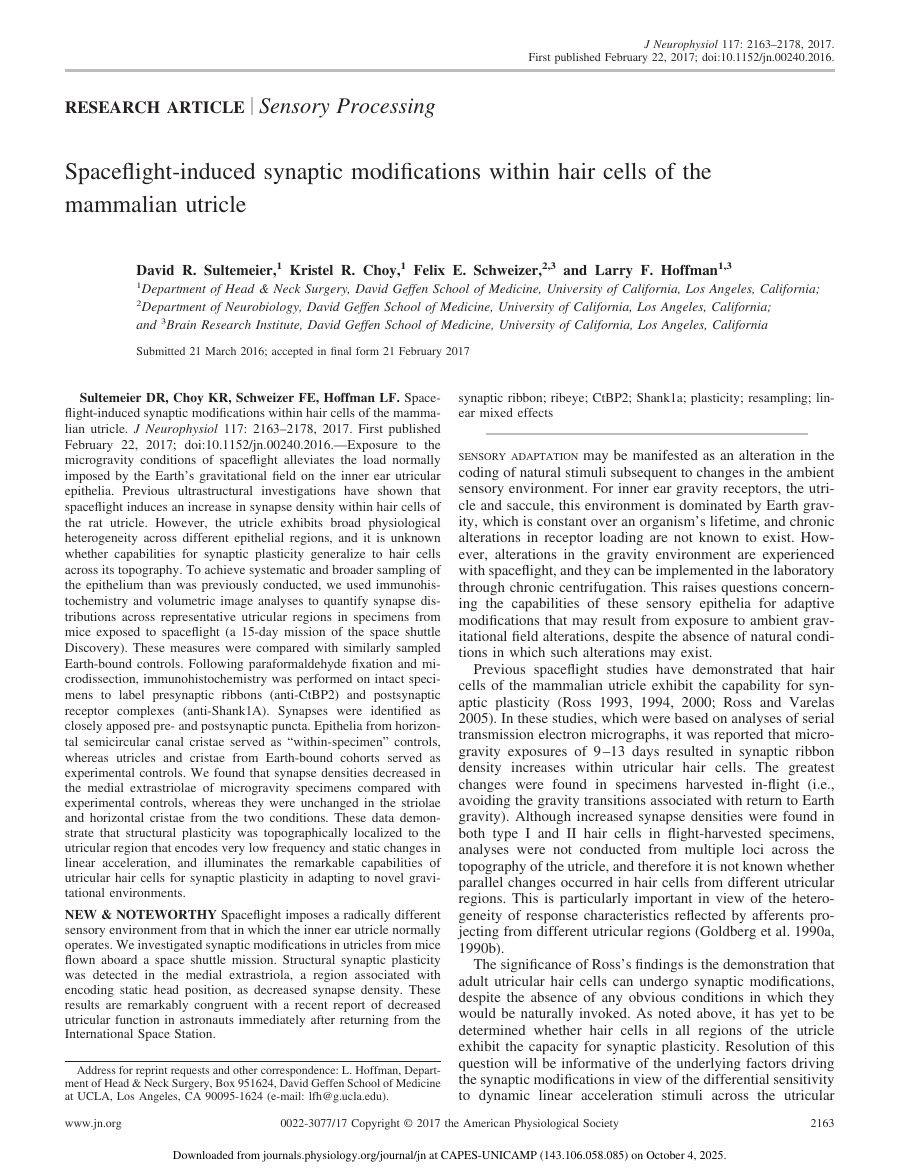 J Neurophysiol 117: 2163–2178, 2017.
First published February 22, 2017; doi:10.1152/jn.00240.2016.
RESEARCH ARTICLE | Sensory Processing
Spaceflight-induced synaptic modifications within hair cells of the
mammalian utricle
David R. Sultemeier,1 Kristel R. Choy,1 Felix E. Schweizer,2,3 and Larry F. Hoffman1,3
1Department of Head & Neck Surgery, David Geffen School of Medicine, University of California, Los Angeles, California;
2Department of Neurobiology, David Geffen School of Medicine, University of California, Los Angeles, California;
and 3Brain Research Institute, David Geffen School of Medicine, University of California, Los Angeles, California
Submitted 21 March 2016; accepted in final form 21 February 2017
Sultemeier DR, Choy KR, Schweizer FE, Hoffman LF. Space-
flight-induced synaptic modifications within hair cells of the mamma-
lian utricle. J Neurophysiol 117: 2163–2178, 2017. First published
February 22, 2017; doi:10.1152/jn.00240.2016.—Exposure to the
microgravity conditions of spaceflight alleviates the load normally
imposed by the Earth's gravitational field on the inner ear utricular
epithelia. Previous ultrastructural investigations have shown that
spaceflight induces an increase in synapse density within hair cells of
the rat utricle. However, the utricle exhibits broad physiological
heterogeneity across different epithelial regions, and it is unknown
whether capabilities for synaptic plasticity generalize to hair cells
across its topography. To achieve systematic and broader sampling of
the epithelium than was previously conducted, we used immunohis-
tochemistry and volumetric image analyses to quantify synapse dis-
tributions across representative utricular regions in specimens from
mice exposed to spaceflight (a 15-day mission of the space shuttle
Discovery). These measures were compared with similarly sampled
Earth-bound controls. Following paraformaldehyde fixation and mi-
crodissection, immunohistochemistry was performed on intact speci-
mens to label presynaptic ribbons (anti-CtBP2) and postsynaptic
receptor complexes (anti-Shank1A). Synapses were identified as
closely apposed pre- and postsynaptic puncta. Epithelia from horizon-
tal semicircular canal cristae served as “within-specimen” controls,
whereas utricles and cristae from Earth-bound cohorts served as
experimental controls. We found that synapse densities decreased in
the medial extrastriolae of microgravity specimens compared with
experimental controls, whereas they were unchanged in the striolae
and horizontal cristae from the two conditions. These data demon-
strate that structural plasticity was topographically localized to the
utricular region that encodes very low frequency and static changes in
linear acceleration, and illuminates the remarkable capabilities of
utricular hair cells for synaptic plasticity in adapting to novel gravi-
tational environments.
NEW & NOTEWORTHY Spaceflight imposes a radically different
sensory environment from that in which the inner ear utricle normally
operates. We investigated synaptic modifications in utricles from mice
flown aboard a space shuttle mission. Structural synaptic plasticity
was detected in the medial extrastriola, a region associated with
encoding static head position, as decreased synapse density. These
results are remarkably congruent with a recent report of decreased
utricular function in astronauts immediately after returning from the
International Space Station.
Address for reprint requests and other correspondence: L. Hoffman, Depart-
ment of Head & Neck Surgery, Box 951624, David Geffen School of Medicine
at UCLA, Los Angeles, CA 90095-1624 (e-mail: lfh@g.ucla.edu).
synaptic ribbon; ribeye; CtBP2; Shank1a; plasticity; resampling; lin-
ear mixed effects
SENSORY ADAPTATION may be manifested as an alteration in the
coding of natural stimuli subsequent to changes in the ambient
sensory environment. For inner ear gravity receptors, the utri-
cle and saccule, this environment is dominated by Earth grav-
ity, which is constant over an organism's lifetime, and chronic
alterations in receptor loading are not known to exist. How-
ever, alterations in the gravity environment are experienced
with spaceflight, and they can be implemented in the laboratory
through chronic centrifugation. This raises questions concern-
ing the capabilities of these sensory epithelia for adaptive
modifications that may result from exposure to ambient grav-
itational field alterations, despite the absence of natural condi-
tions in which such alterations may exist.
Previous spaceflight studies have demonstrated that hair
cells of the mammalian utricle exhibit the capability for syn-
aptic plasticity (Ross 1993, 1994, 2000; Ross and Varelas
2005). In these studies, which were based on analyses of serial
transmission electron micrographs, it was reported that micro-
gravity exposures of 9–13 days resulted in synaptic ribbon
density increases within utricular hair cells. The greatest
changes were found in specimens harvested in-flight (i.e.,
avoiding the gravity transitions associated with return to Earth
gravity). Although increased synapse densities were found in
both type I and II hair cells in flight-harvested specimens,
analyses were not conducted from multiple loci across the
topography of the utricle, and therefore it is not known whether
parallel changes occurred in hair cells from different utricular
regions. This is particularly important in view of the hetero-
geneity of response characteristics reflected by afferents pro-
jecting from different utricular regions (Goldberg et al. 1990a,
1990b).
The significance of Ross's findings is the demonstration that
adult utricular hair cells can undergo synaptic modifications,
despite the absence of any obvious conditions in which they
would be naturally invoked. As noted above, it has yet to be
determined whether hair cells in all regions of the utricle
exhibit the capacity for synaptic plasticity. Resolution of this
question will be informative of the underlying factors driving
the synaptic modifications in view of the differential sensitivity
to dynamic linear acceleration stimuli across the utricular
www.jn.org
0022-3077/17 Copyright © 2017 the American Physiological Society
2163
Downloaded from journals.physiology.org/journal/jn at CAPES-UNICAMP (143.106.058.085) on October 4, 2025.